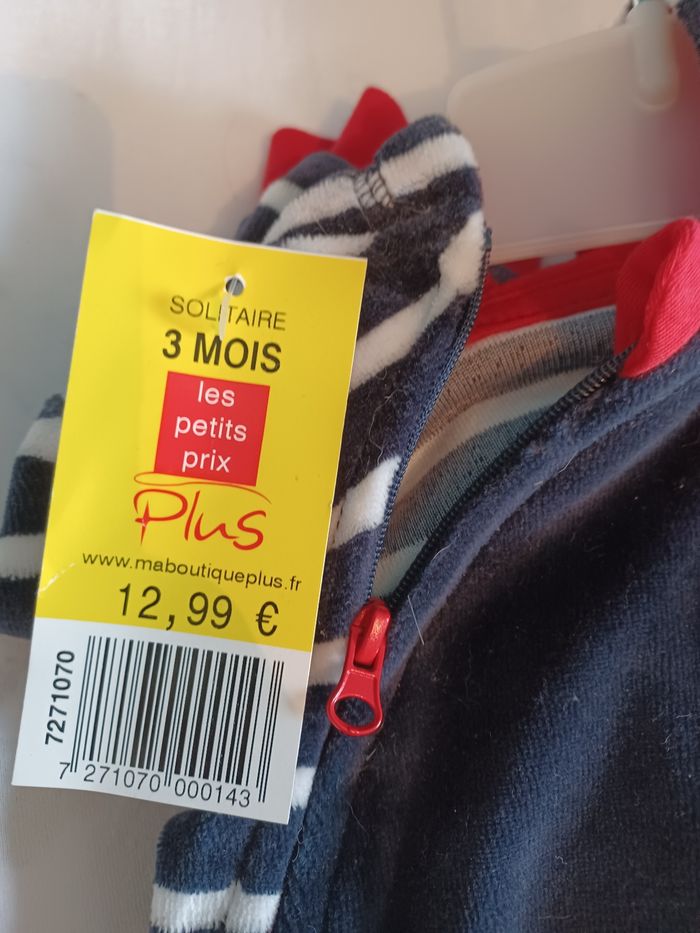 SOLITAIRE
3 MOIS
les
petits
prix
Plus
www.maboutiqueplus.fr
12,99 €
7271070
7 271070 000143